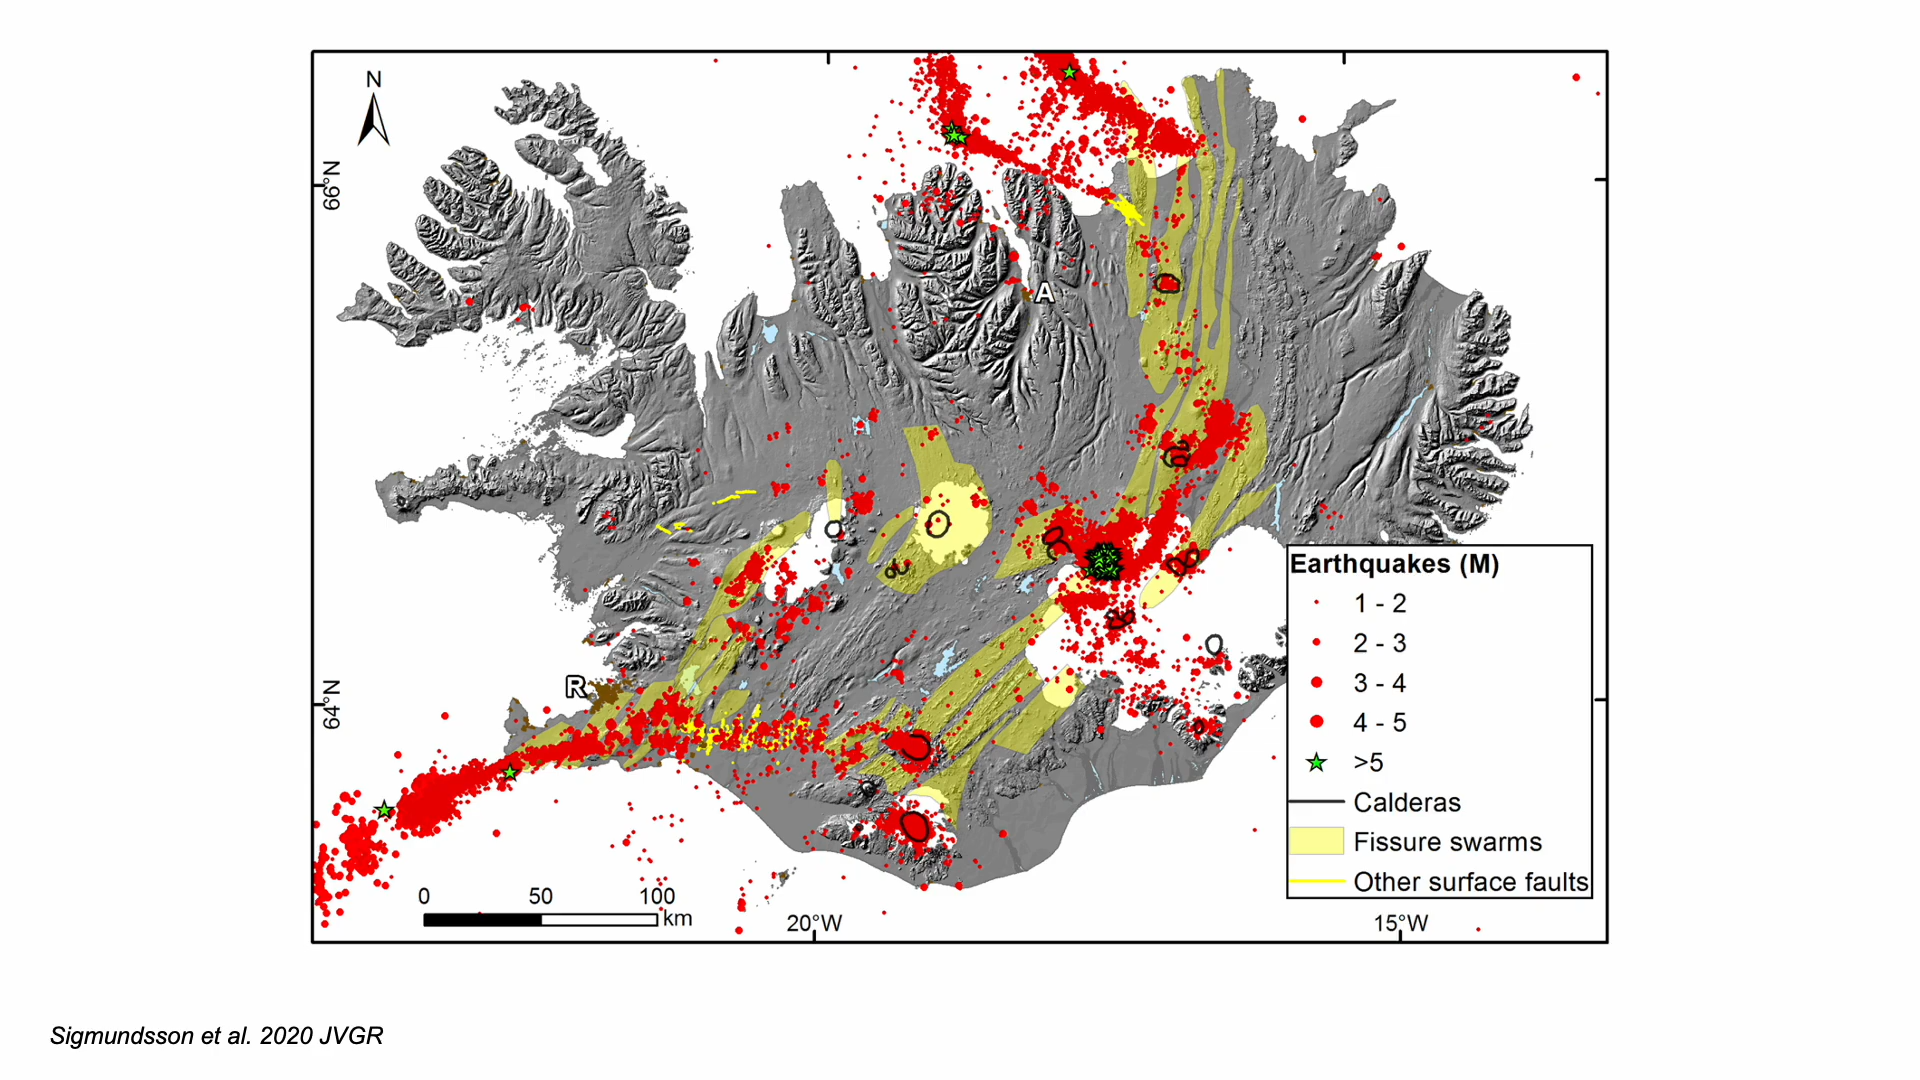 N
66°N
A
R
64°N
0 50 100
km
20°W
15°W
Earthquakes (M)
1 - 2
2 - 3
3 - 4
4 - 5
>5
Calderas
Fissure swarms
Other surface faults
Sigmundsson et al. 2020 JVGR